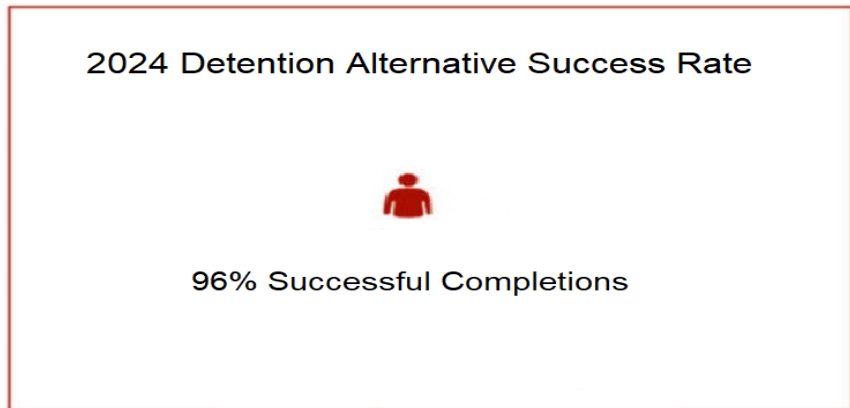 2024 Detention Alternative Success Rate
96% Successful Completions